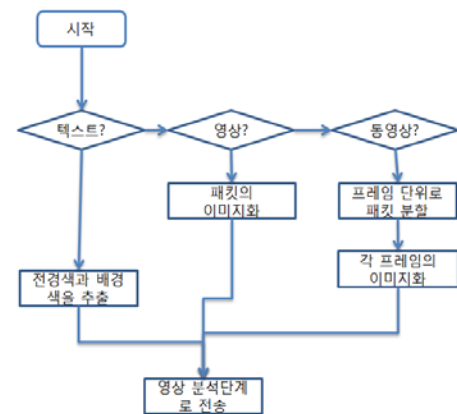 시작
텍스트?
영상?
동영상?
패킷의
이미지화
프레임 단위로
패킷 분할
각 프레임의
이미지화
전경색과 배경
색을 추출
영상 분석단계
로 전송